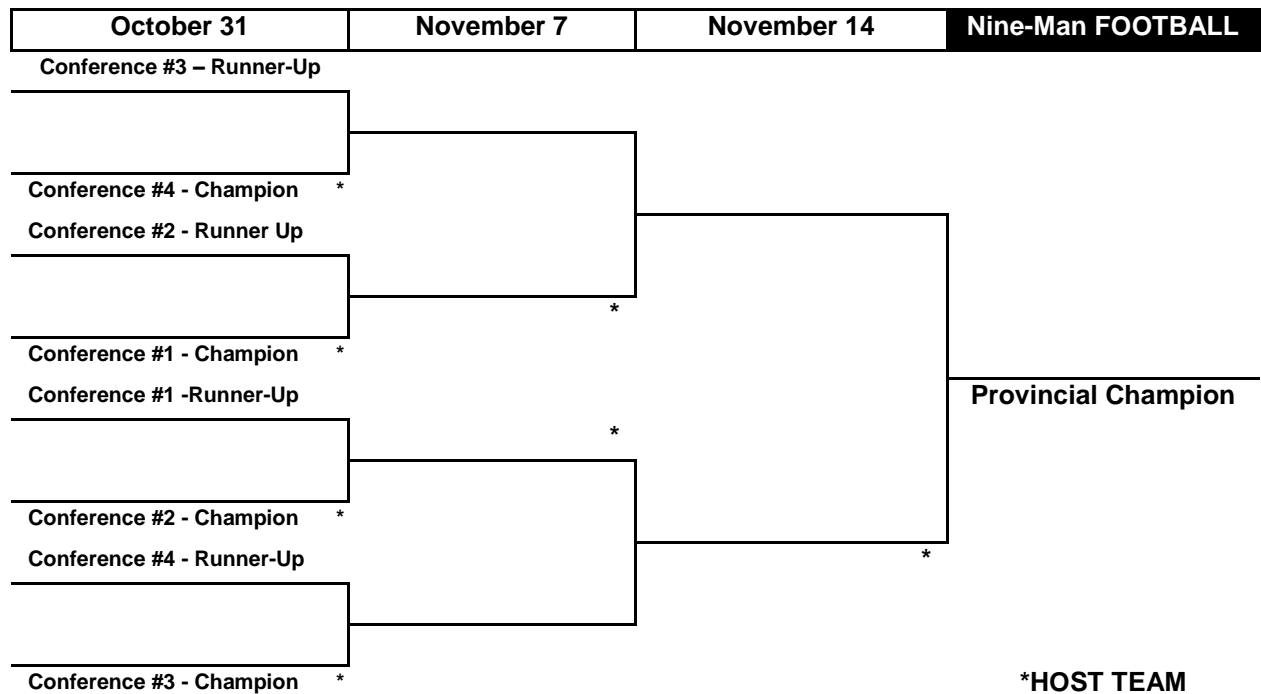 October 31 November 7 November 14 Nine-Man FOOTBALL
Conference #3 – Runner-Up
Conference #4 - Champion *
Conference #2 - Runner Up
*
Conference #1 - Champion *
Conference #1 -Runner-Up Provincial Champion
*
Conference #2 - Champion *
Conference #4 - Runner-Up *
Conference #3 - Champion * *HOST TEAM